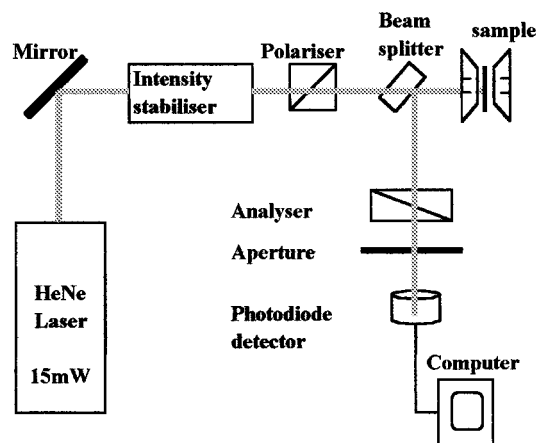 Mirror
Intensity
stabiliser
Polariser
Beam
splitter
sample
Analyser
Aperture
HeNe
Laser
15mW
Photodiode
detector
Computer